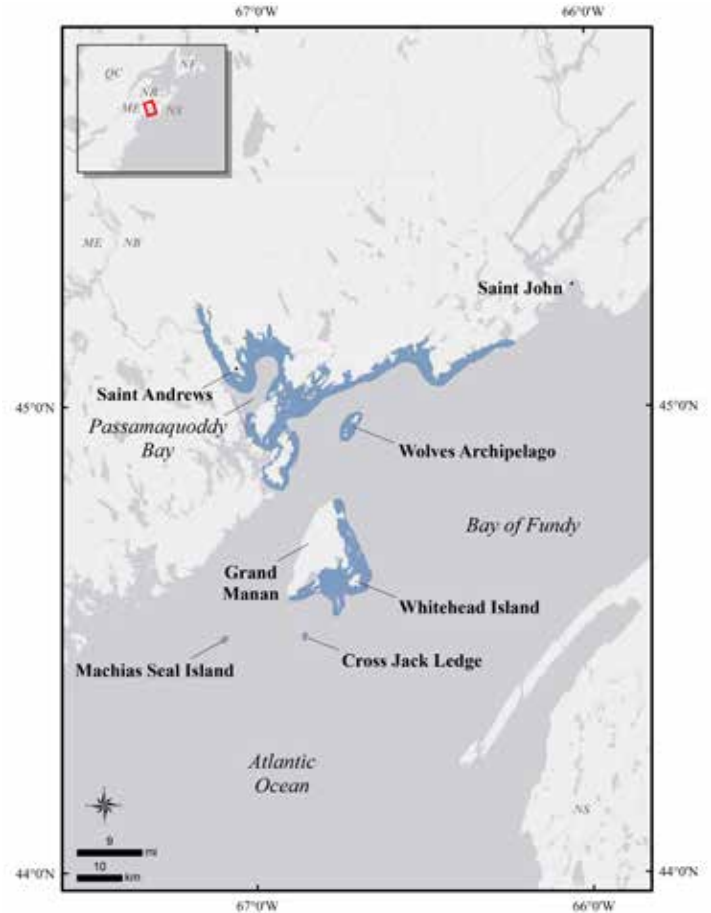 67°0'W
66°0'W
QC
NF
NB
ME
NS
ME
NB
Saint John
Saint Andrews
45°0'N
45°0'N
Passamaquoddy
Bay
Wolves Archipelago
Bay of Fundy
Grand
Manan
Whitehead Island
Machias Seal Island
Cross Jack Ledge
Atlantic
Ocean
NS
9
mi
10
km
44°0'N
44°0'N
67°0'W
66°0'W